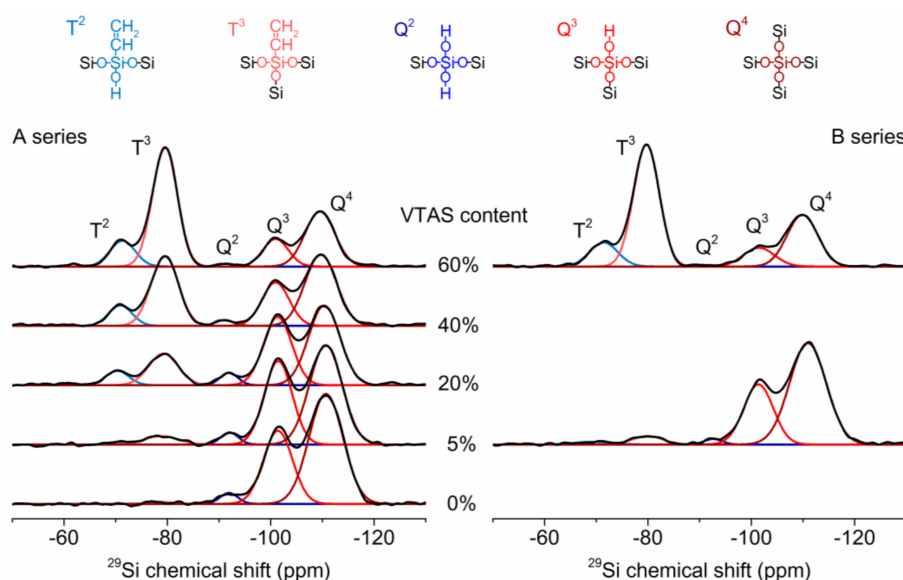 T² T³ Q² Q³ Q⁴
CH₂ CH₂ H H Si
CH CH O O O
Si-O-Si-O-Si Si-O-Si-O-Si Si-O-Si-O-Si Si-O-Si-O-Si Si-O-Si-O-Si
O O O O O
H Si H Si Si
A series
T³
T²
Q²
Q³
Q⁴
VTAS content
60%
40%
20%
5%
0%
B series
T³
T²
Q²
Q³
Q⁴
-60 -80 -100 -120
²⁹Si chemical shift (ppm)
-60 -80 -100 -120
²⁹Si chemical shift (ppm)